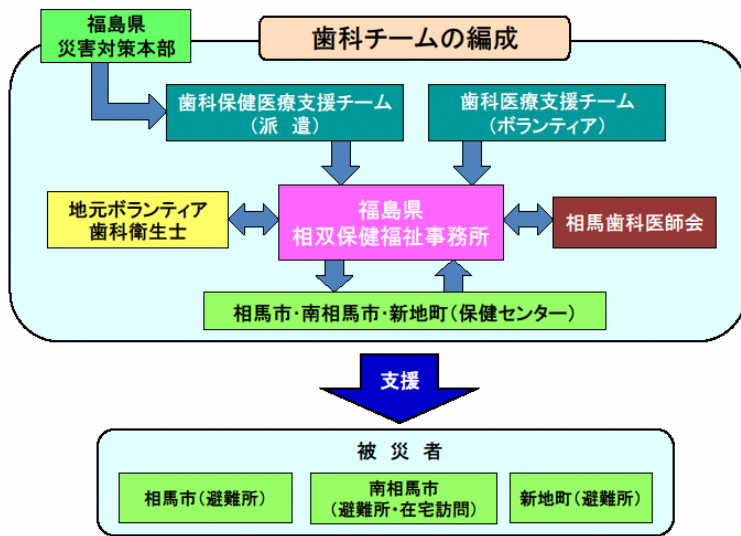 福島県
災害対策本部
歯科チームの編成
歯科保健医療支援チーム
(派 遣)
歯科医療支援チーム
(ボランティア)
地元ボランティア
歯科衛生士
福島県
相双保健福祉事務所
相馬歯科医師会
相馬市・南相馬市・新地町(保健センター)
支援
被 災 者
相馬市(避難所)
南相馬市
(避難所・在宅訪問)
新地町(避難所)